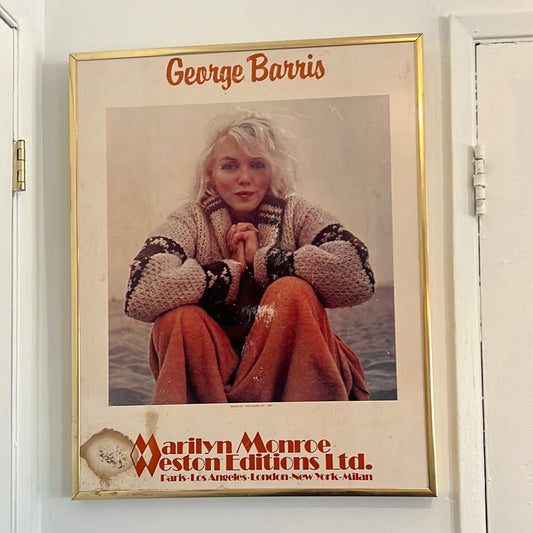 George Barris
Marilyn Monroe
Weston Editions Ltd.
Paris-Los Angeles-London-New York-Milan